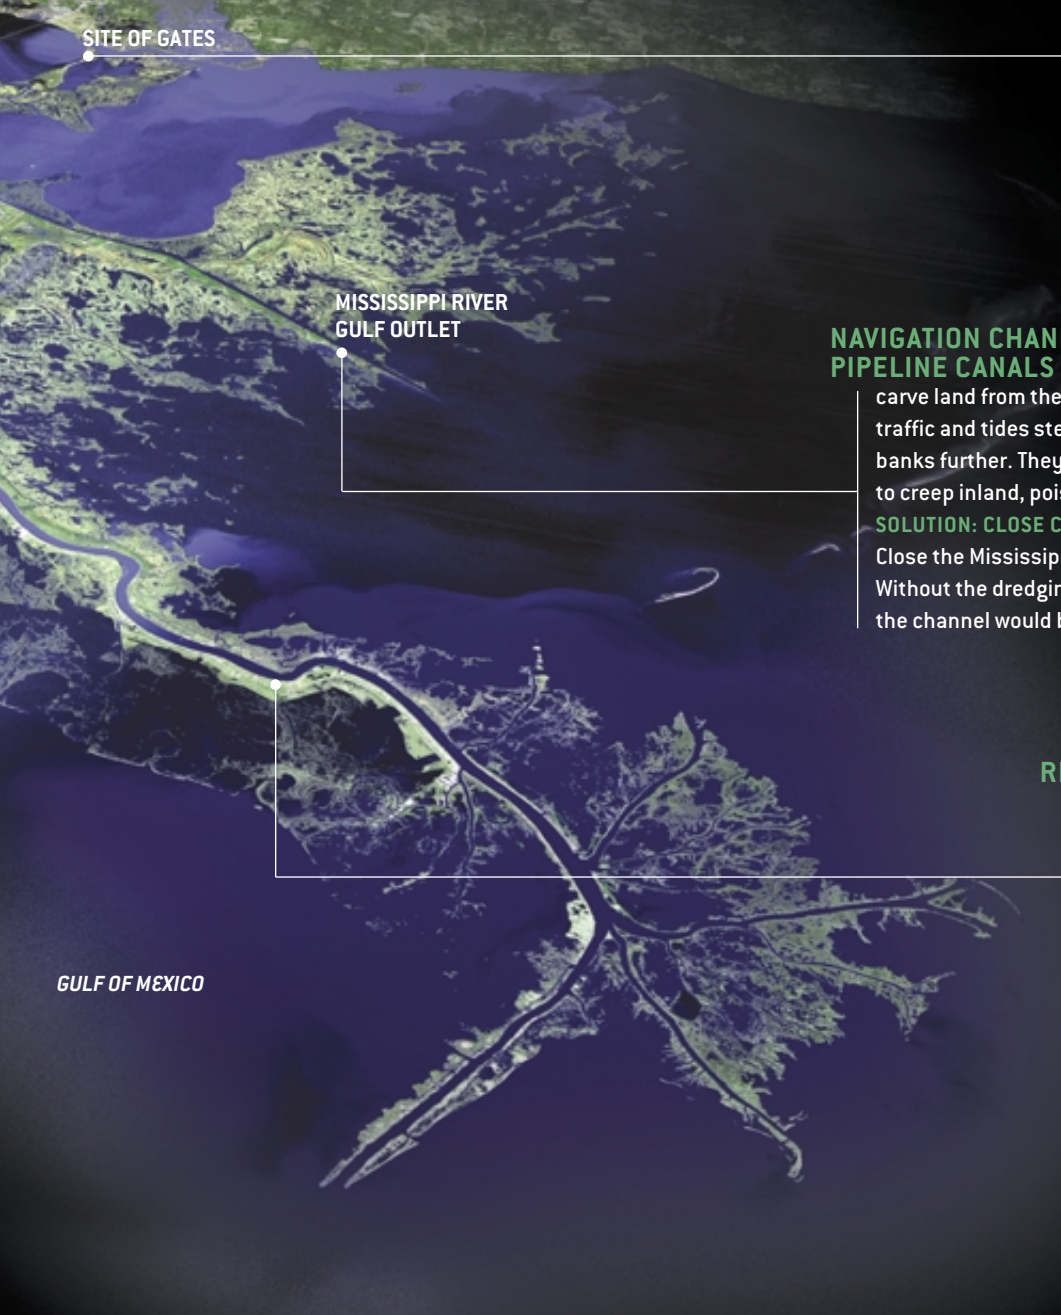 SITE OF GATES
MISSISSIPPI RIVER
GULF OUTLET
NAVIGATION CHAN
PIPELINE CANALS
carve land from the
traffic and tides ste
banks further. They
to creep inland, pois
SOLUTION: CLOSE C
Close the Mississip
Without the dredgin
the channel would b
GULF OF MEXICO